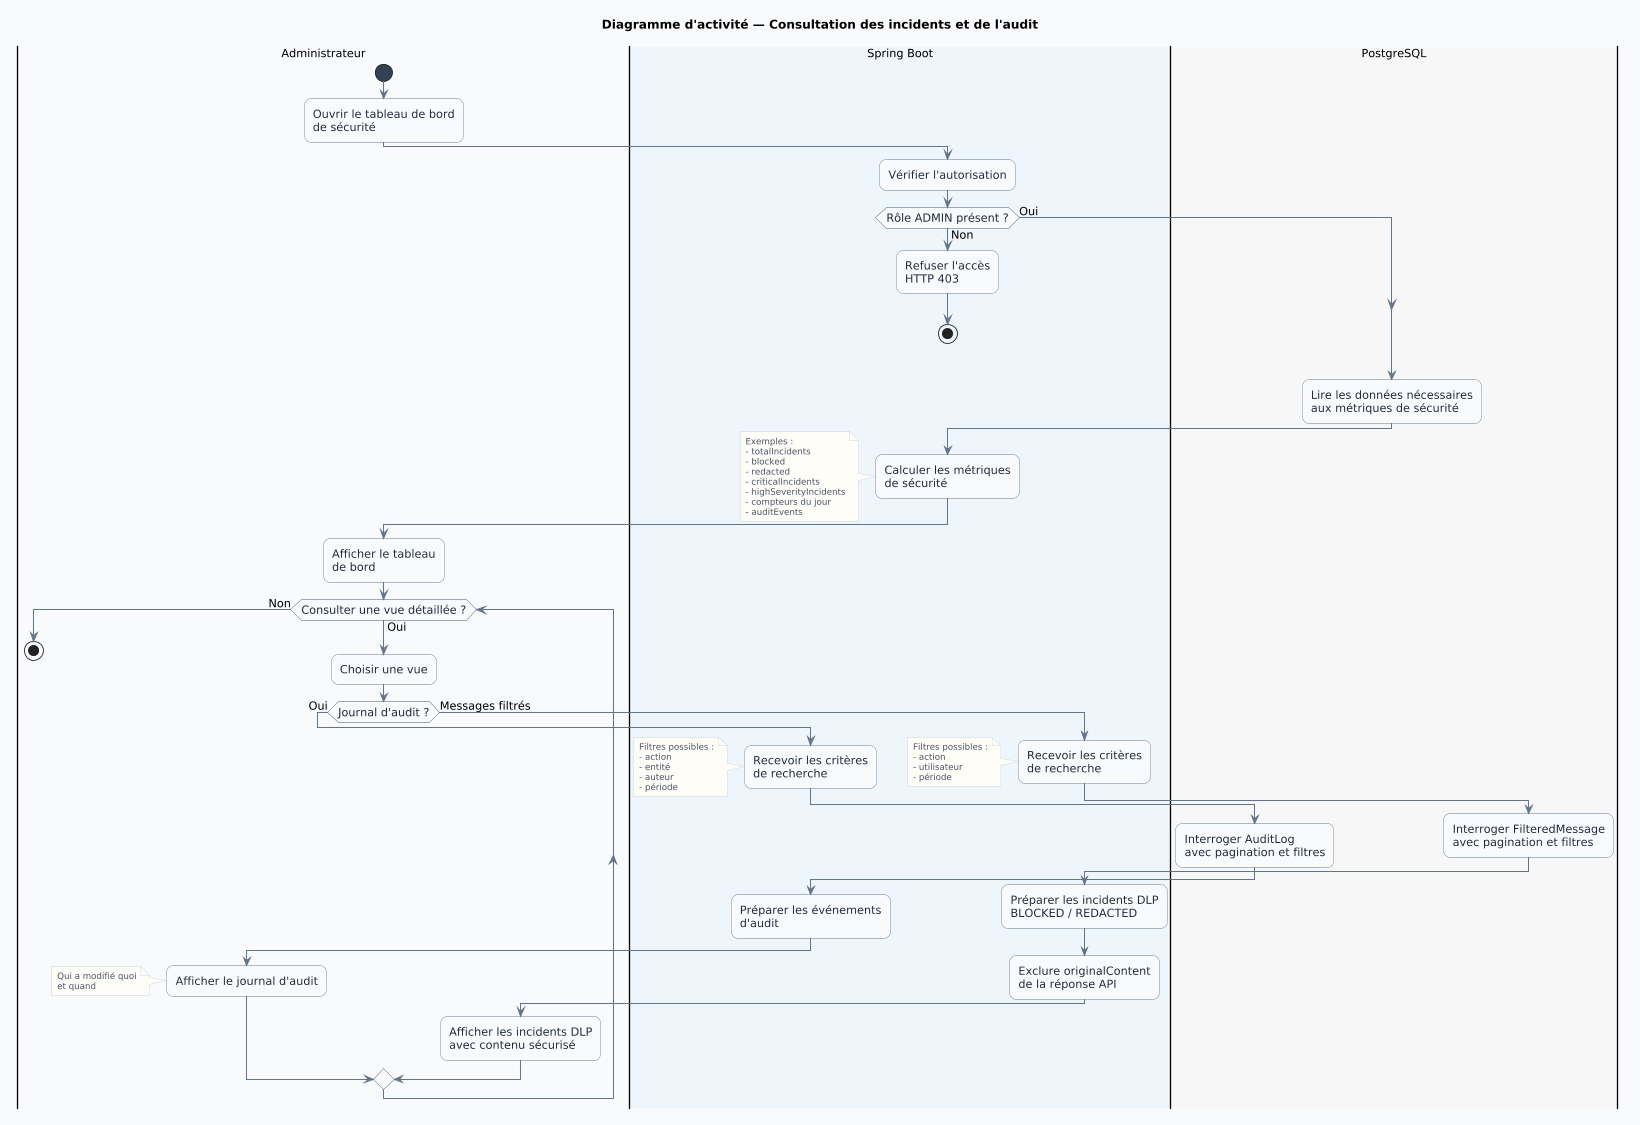 Diagramme d'activité — Consultation des incidents et de l'audit
Administrateur
Spring Boot
PostgreSQL
Ouvrir le tableau de bord
de sécurité
Vérifier l'autorisation
Rôle ADMIN présent ?
Oui
Non
Refuser l'accès
HTTP 403
Lire les données nécessaires
aux métriques de sécurité
Exemples :
- totalIncidents
- blocked
- redacted
- criticalIncidents
- highSeverityIncidents
- compteurs du jour
- auditEvents
Calculer les métriques
de sécurité
Afficher le tableau
de bord
Non
Consulter une vue détaillée ?
Oui
Choisir une vue
Oui
Journal d'audit ?
Messages filtrés
Filtres possibles :
- action
- entité
- auteur
- période
Recevoir les critères
de recherche
Filtres possibles :
- action
- utilisateur
- période
Recevoir les critères
de recherche
Interroger AuditLog
avec pagination et filtres
Interroger FilteredMessage
avec pagination et filtres
Préparer les événements
d'audit
Préparer les incidents DLP
BLOCKED / REDACTED
Qui a modifié quoi
et quand
Afficher le journal d'audit
Exclure originalContent
de la réponse API
Afficher les incidents DLP
avec contenu sécurisé